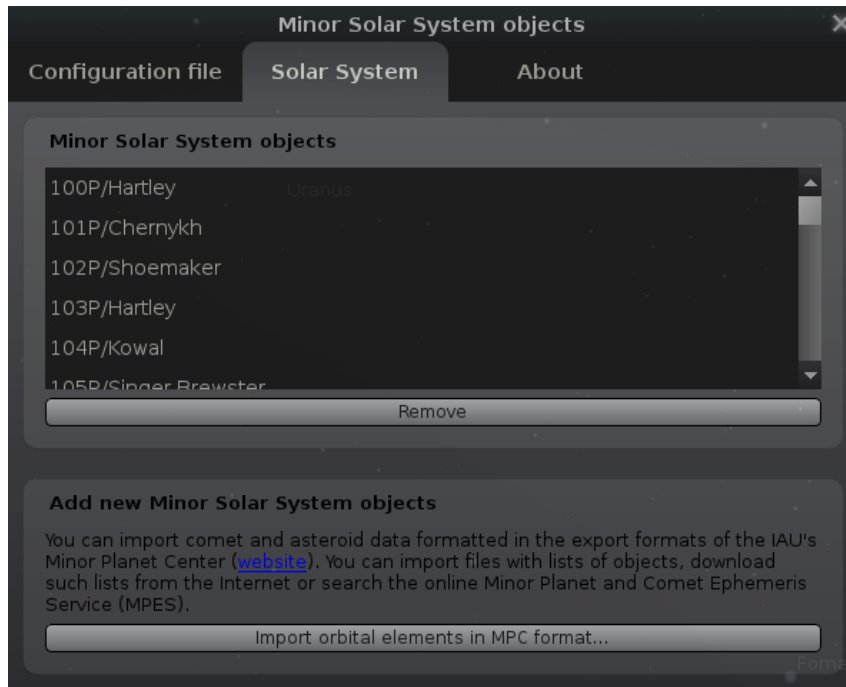 Minor Solar System objects
Configuration file Solar System About
Minor Solar System objects
100P/Hartley
Uranus
101P/Chernykh
102P/Shoemaker
103P/Hartley
104P/Kowal
105P/Singer Brewster
Remove
Add new Minor Solar System objects
You can import comet and asteroid data formatted in the export formats of the IAU's
Minor Planet Center (website). You can import files with lists of objects, download
such lists from the Internet or search the online Minor Planet and Comet Ephemeris
Service (MPES).
Import orbital elements in MPC format...